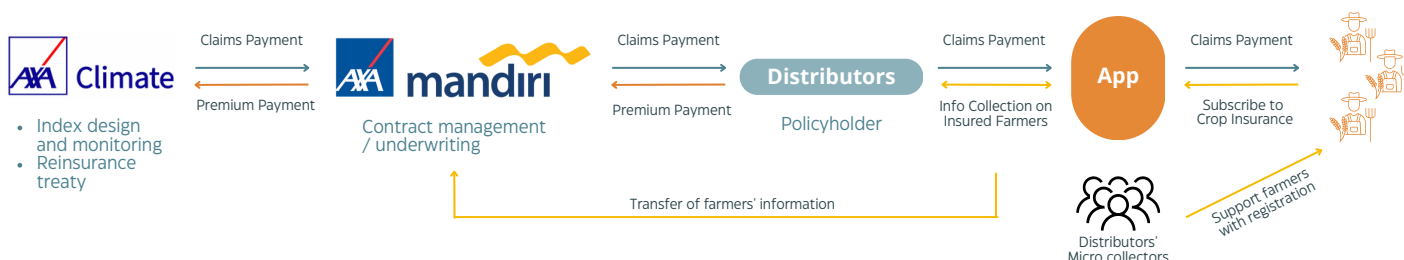 AXA
Climate
• Index design
and monitoring
• Reinsurance
treaty
Claims Payment
Premium Payment
AXA
mandırı
Contract management
/ underwriting
Claims Payment
Premium Payment
Distributors
Policyholder
Claims Payment
Info Collection on
Insured Farmers
App
Claims Payment
Subscribe to
Crop Insurance
Transfer of farmers' information
Distributors'
Micro collectors
Support farmers
with registration